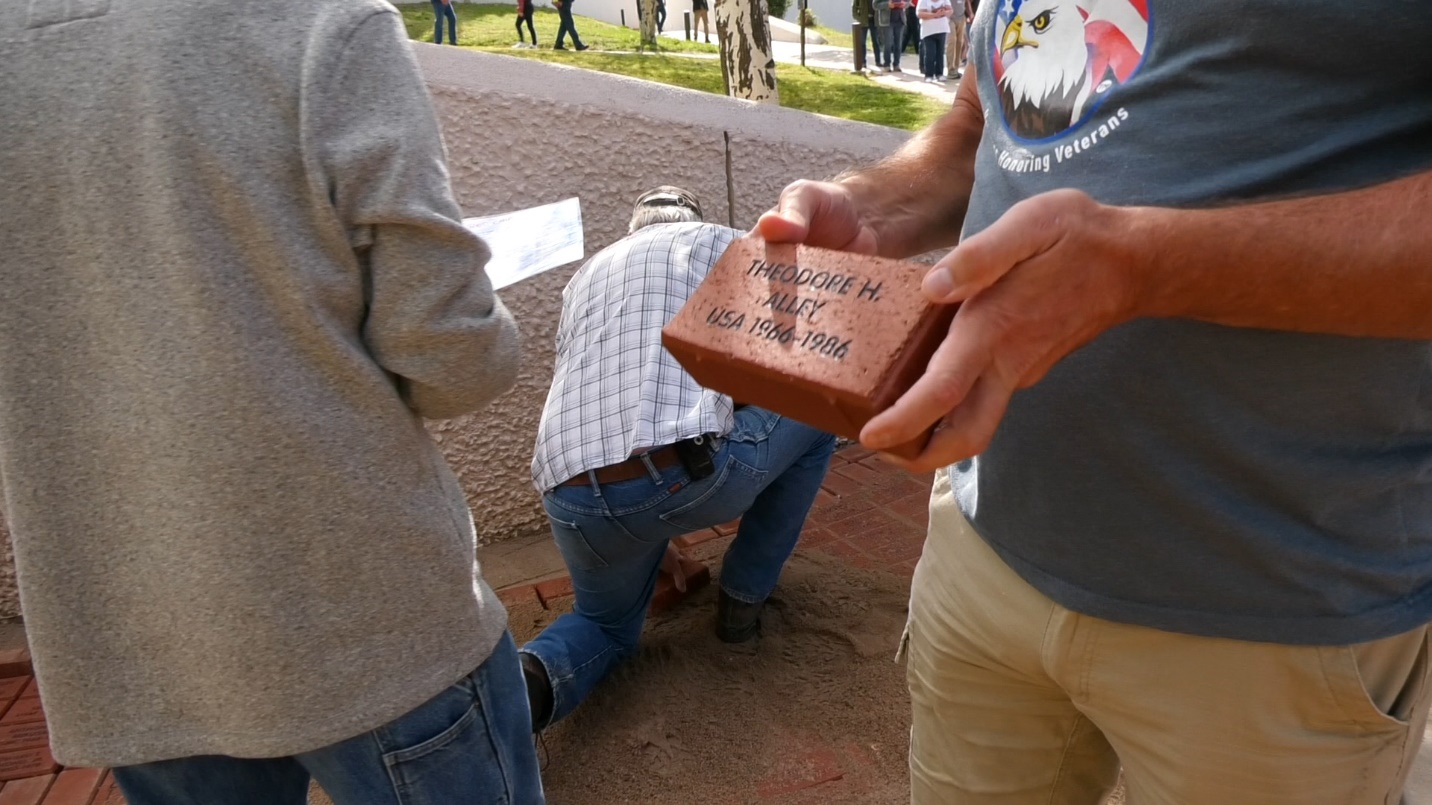 Honoring Veterans
THEODORE H.
ALLEY
USA 1966-1986